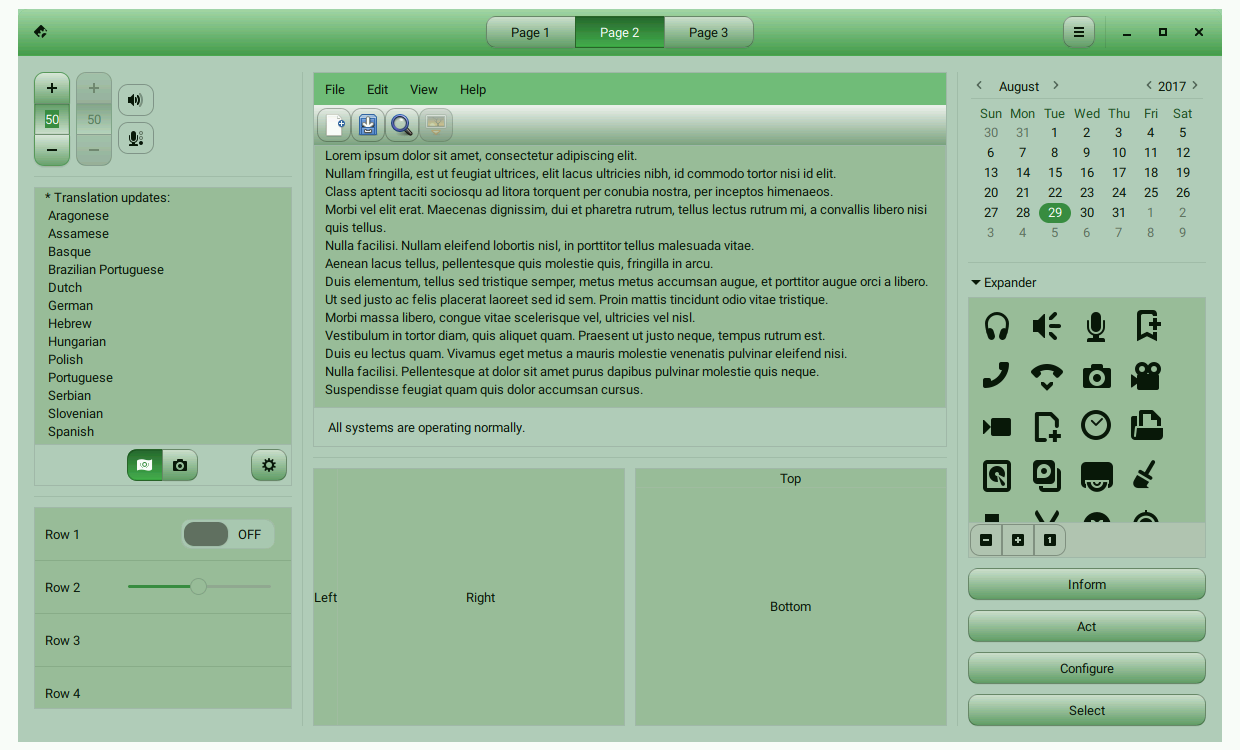 Page 1 Page 2 Page 3
+ +
50 50
− −
* Translation updates:
Aragonese
Assamese
Basque
Brazilian Portuguese
Dutch
German
Hebrew
Hungarian
Polish
Portuguese
Serbian
Slovenian
Spanish
Row 1 OFF
Row 2
Row 3
Row 4
File Edit View Help
Lorem ipsum dolor sit amet, consectetur adipiscing elit.
Nullam fringilla, est ut feugiat ultrices, elit lacus ultricies nibh, id commodo tortor nisi id elit.
Class aptent taciti sociosqu ad litora torquent per conubia nostra, per inceptos himenaeos.
Morbi vel elit erat. Maecenas dignissim, dui et pharetra rutrum, tellus lectus rutrum mi, a convallis libero nisi
quis tellus.
Nulla facilisi. Nullam eleifend lobortis nisl, in porttitor tellus malesuada vitae.
Aenean lacus tellus, pellentesque quis molestie quis, fringilla in arcu.
Duis elementum, tellus sed tristique semper, metus metus accumsan augue, et porttitor augue orci a libero.
Ut sed justo ac felis placerat laoreet sed id sem. Proin mattis tincidunt odio vitae tristique.
Morbi massa libero, congue vitae scelerisque vel, ultricies vel nisl.
Vestibulum in tortor diam, quis aliquet quam. Praesent ut justo neque, tempus rutrum est.
Duis eu lectus quam. Vivamus eget metus a mauris molestie venenatis pulvinar eleifend nisi.
Nulla facilisi. Pellentesque at dolor sit amet purus dapibus pulvinar molestie quis neque.
Suspendisse feugiat quam quis dolor accumsan cursus.
All systems are operating normally.
Left Right
Top
Bottom
August 2017
Sun Mon Tue Wed Thu Fri Sat
30 31 1 2 3 4 5
6 7 8 9 10 11 12
13 14 15 16 17 18 19
20 21 22 23 24 25 26
27 28 29 30 31 1 2
3 4 5 6 7 8 9
Expander
1
Inform
Act
Configure
Select